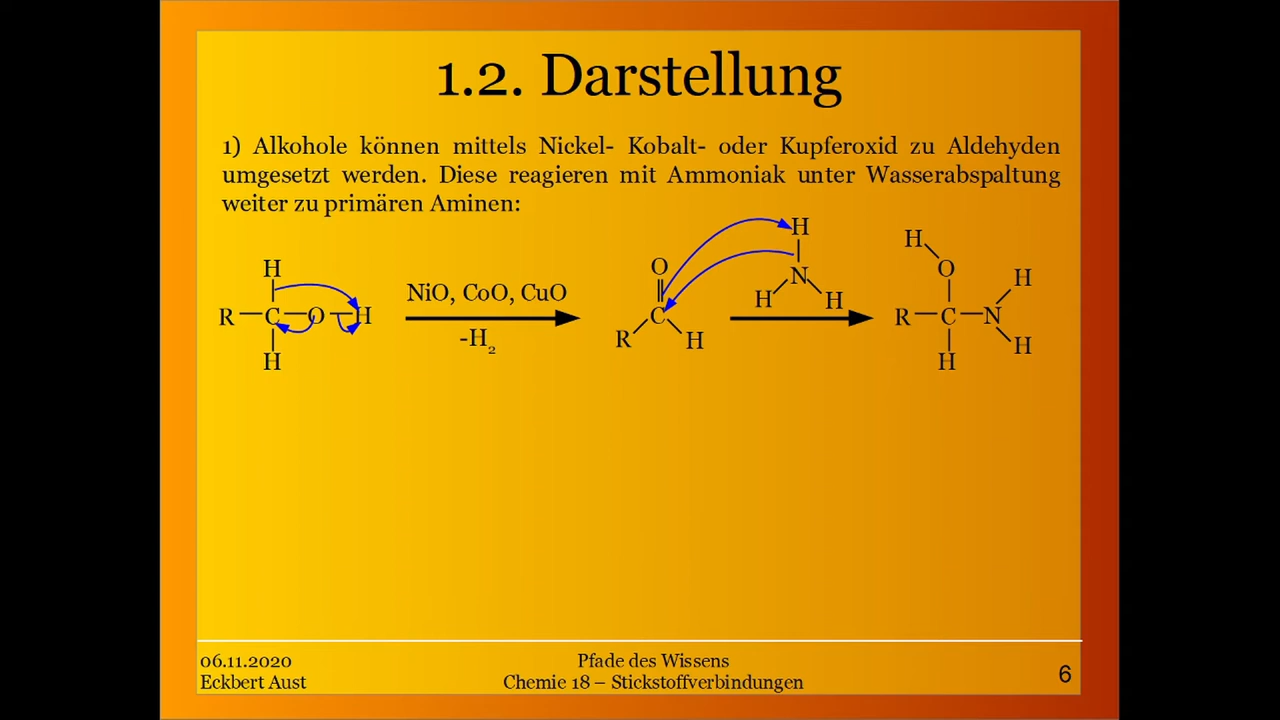 1.2. Darstellung
1) Alkohole können mittels Nickel- Kobalt- oder Kupferoxid zu Aldehyden
umgesetzt werden. Diese reagieren mit Ammoniak unter Wasserabspaltung
weiter zu primären Aminen:
H
R C O H
H
NiO, CoO, CuO
-H₂
O
C
R H
H
N
H H
H
O H
R C N
H H
06.11.2020
Eckbert Aust
Pfade des Wissens
Chemie 18 – Stickstoffverbindungen
6